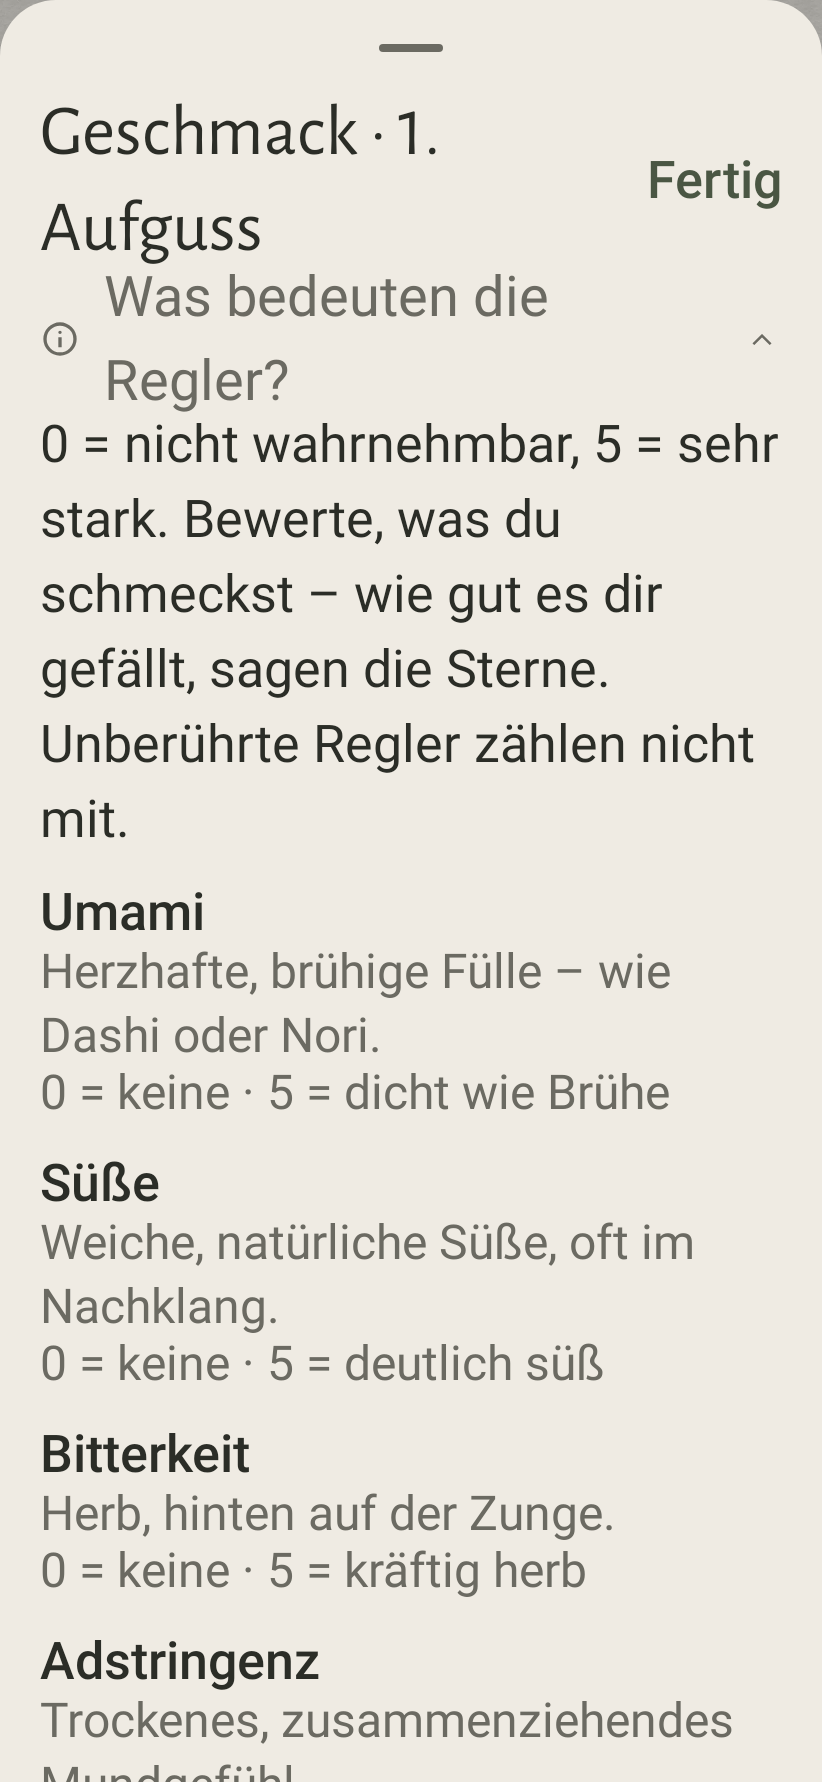 Geschmack · 1.
Aufguss
Fertig
Was bedeuten die
Regler?
0 = nicht wahrnehmbar, 5 = sehr
stark. Bewerte, was du
schmeckst – wie gut es dir
gefällt, sagen die Sterne.
Unberührte Regler zählen nicht
mit.
Umami
Herzhafte, brühige Fülle – wie
Dashi oder Nori.
0 = keine · 5 = dicht wie Brühe
Süße
Weiche, natürliche Süße, oft im
Nachklang.
0 = keine · 5 = deutlich süß
Bitterkeit
Herb, hinten auf der Zunge.
0 = keine · 5 = kräftig herb
Adstringenz
Trockenes, zusammenziehendes
Mundgefühl